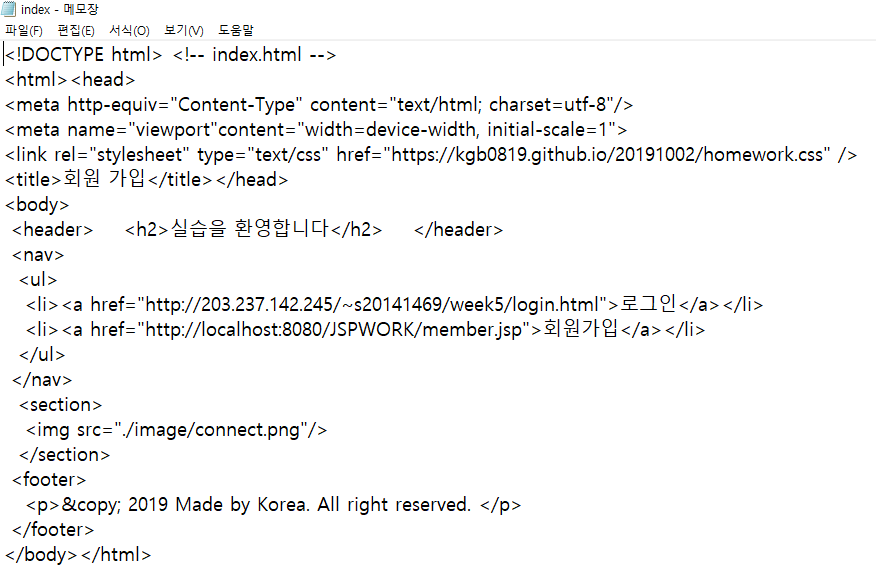 index - 메모장
파일(F) 편집(E) 서식(O) 보기(V) 도움말
<!DOCTYPE html> <!-- index.html -->
<html><head>
<meta http-equiv="Content-Type" content="text/html; charset=utf-8"/>
<meta name="viewport"content="width=device-width, initial-scale=1">
<link rel="stylesheet" type="text/css" href="https://kgb0819.github.io/20191002/homework.css" />
<title>회원 가입</title></head>
<body>
 <header>    <h2>실습을 환영합니다</h2>    </header>
 <nav>
  <ul>
   <li><a href="http://203.237.142.245/~s20141469/week5/login.html">로그인</a></li>
   <li><a href="http://localhost:8080/JSPWORK/member.jsp">회원가입</a></li>
  </ul>
 </nav>
  <section>
   <img src="./image/connect.png"/>
  </section>
 <footer>
   <p>&copy; 2019 Made by Korea. All right reserved. </p>
 </footer>
</body></html>